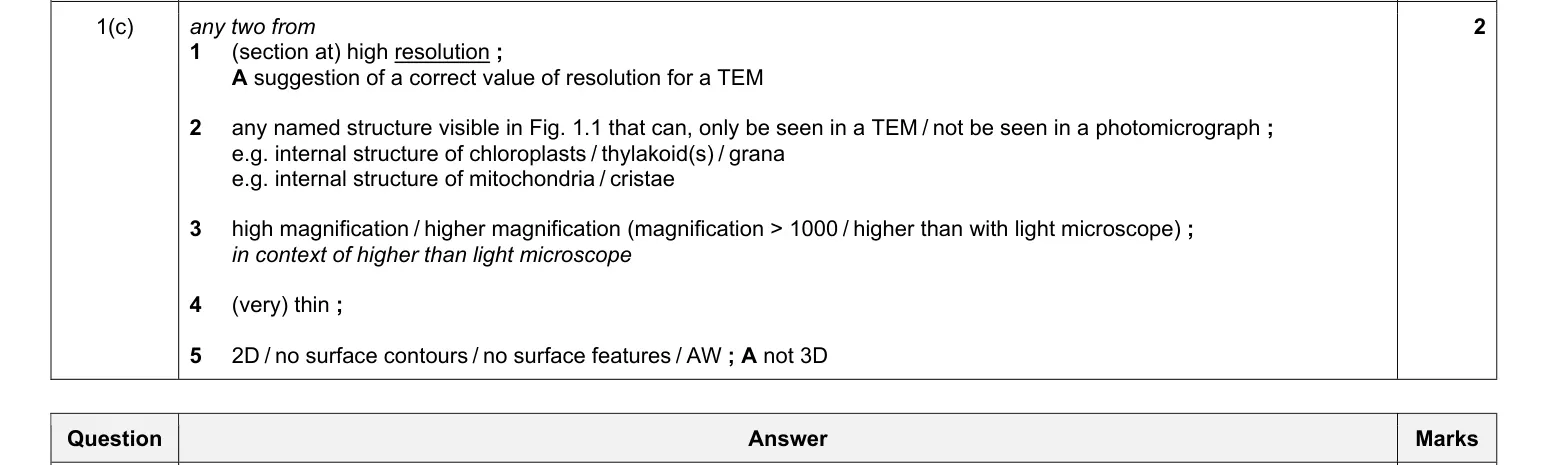 1(c) any two from 2
1 (section at) high resolution ;
A suggestion of a correct value of resolution for a TEM
2 any named structure visible in Fig. 1.1 that can, only be seen in a TEM / not be seen in a photomicrograph ;
e.g. internal structure of chloroplasts / thylakoid(s) / grana
e.g. internal structure of mitochondria / cristae
3 high magnification / higher magnification (magnification > 1000 / higher than with light microscope) ;
in context of higher than light microscope
4 (very) thin ;
5 2D / no surface contours / no surface features / AW ; A not 3D
Question Answer Marks